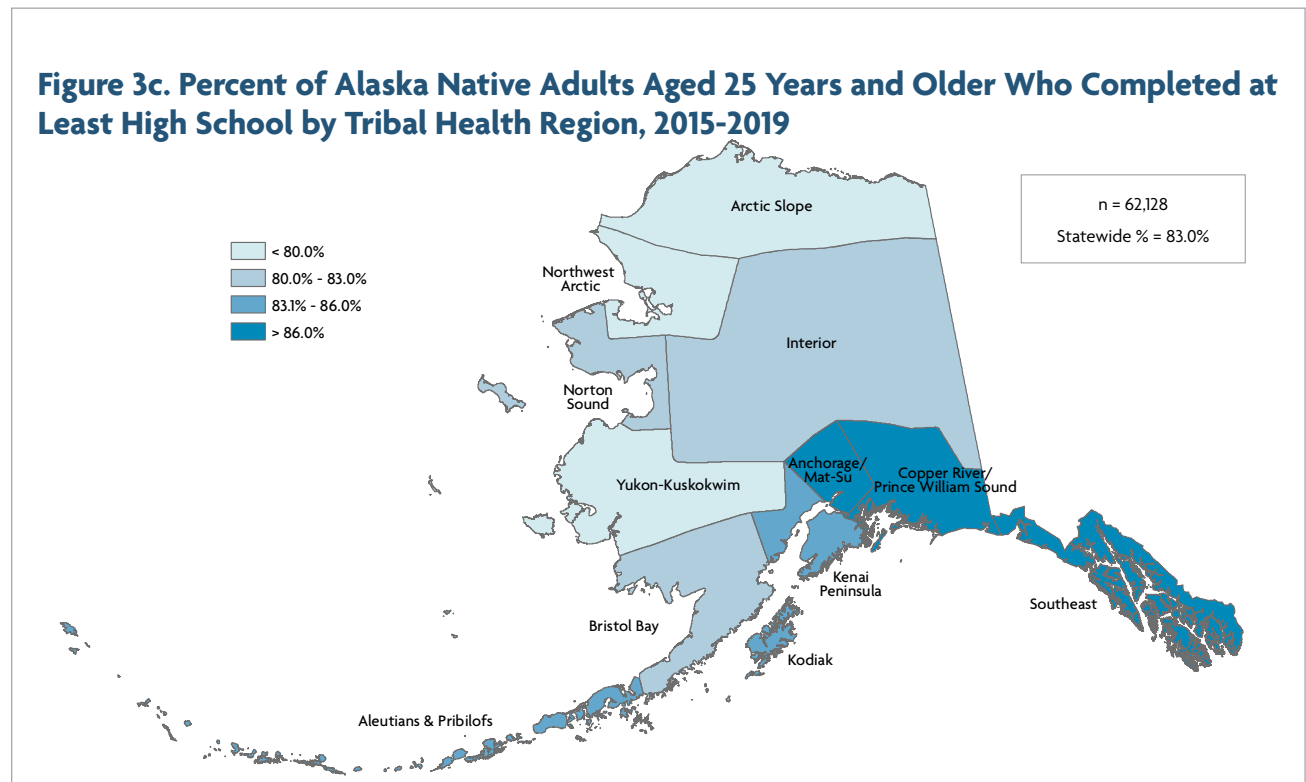 Figure 3c. Percent of Alaska Native Adults Aged 25 Years and Older Who Completed at
Least High School by Tribal Health Region, 2015-2019
n = 62,128
Statewide % = 83.0%
< 80.0%
80.0% - 83.0%
83.1% - 86.0%
> 86.0%
Arctic Slope
Northwest
Arctic
Interior
Norton
Sound
Anchorage/
Mat-Su
Copper River/
Prince William Sound
Yukon-Kuskokwim
Kenai
Peninsula
Southeast
Bristol Bay
Kodiak
Aleutians & Pribilofs